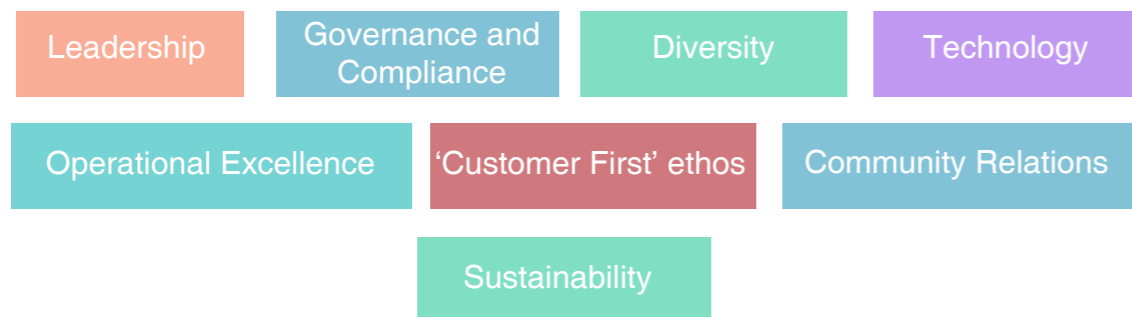 Leadership
Governance and
Compliance
Diversity
Technology
Operational Excellence
‘Customer First’ ethos
Community Relations
Sustainability